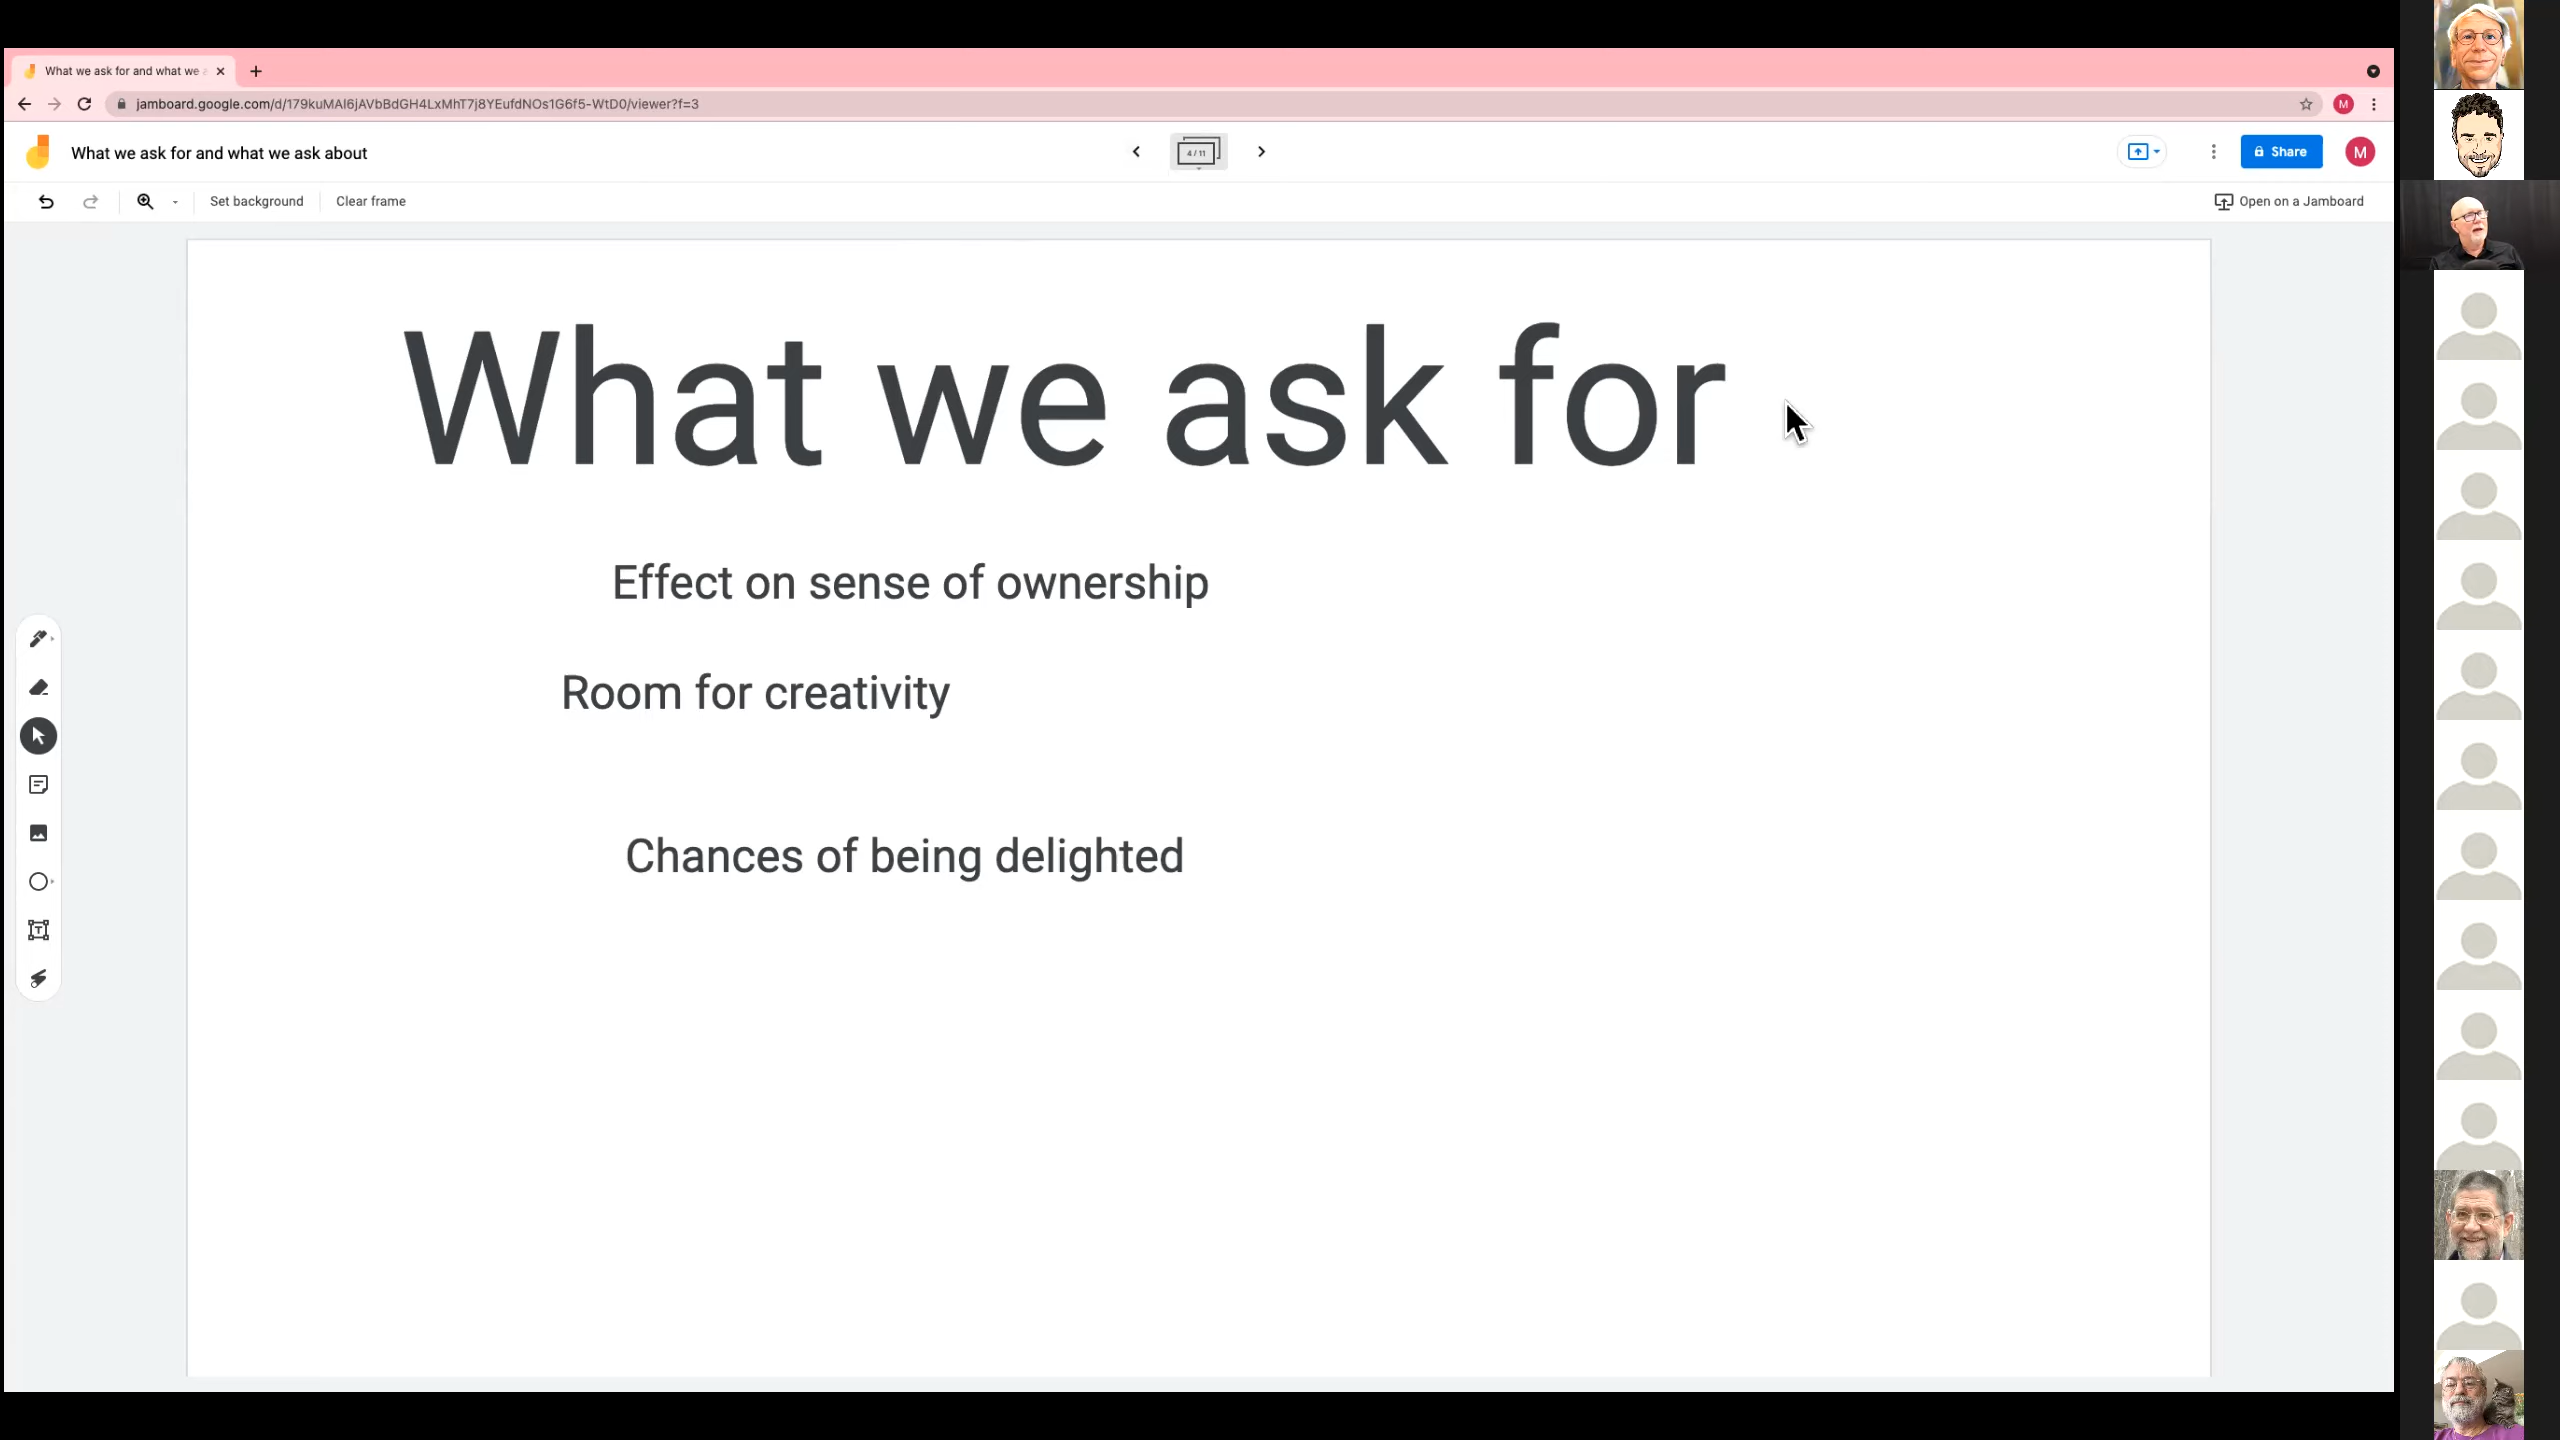 What we ask for and what we a
jamboard.google.com/d/179kuMAI6jAVbBdGH4LxMhT7j8YEufdNOs1G6f5-WtD0/viewer?f=3
M
What we ask for and what we ask about
4 / 11
Share
M
Set background
Clear frame
Open on a Jamboard
What we ask for
Effect on sense of ownership
Room for creativity
Chances of being delighted